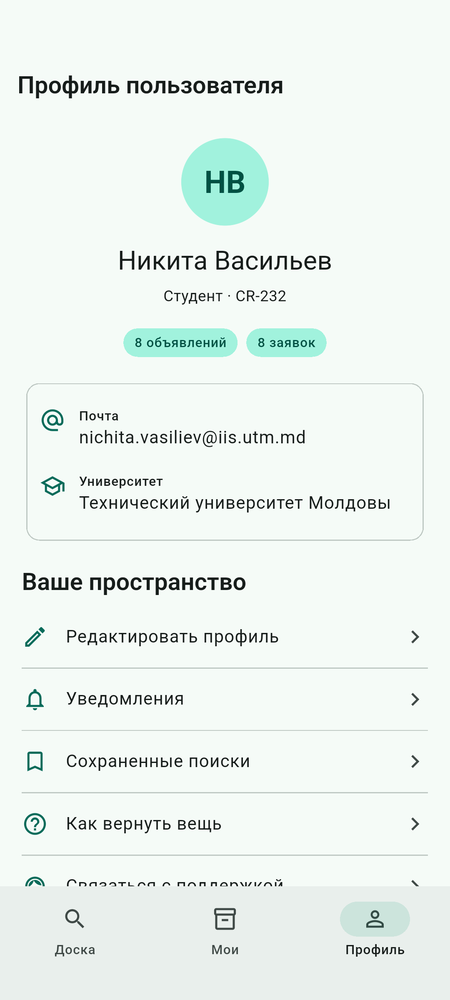 Профиль пользователя
НВ
Никита Васильев
Студент · CR-232
8 объявлений
8 заявок
Почта
nichita.vasiliev@iis.utm.md
Университет
Технический университет Молдовы
Ваше пространство
Редактировать профиль
Уведомления
Сохраненные поиски
Как вернуть вещь
Связаться с поддержкой
Доска
Мои
Профиль